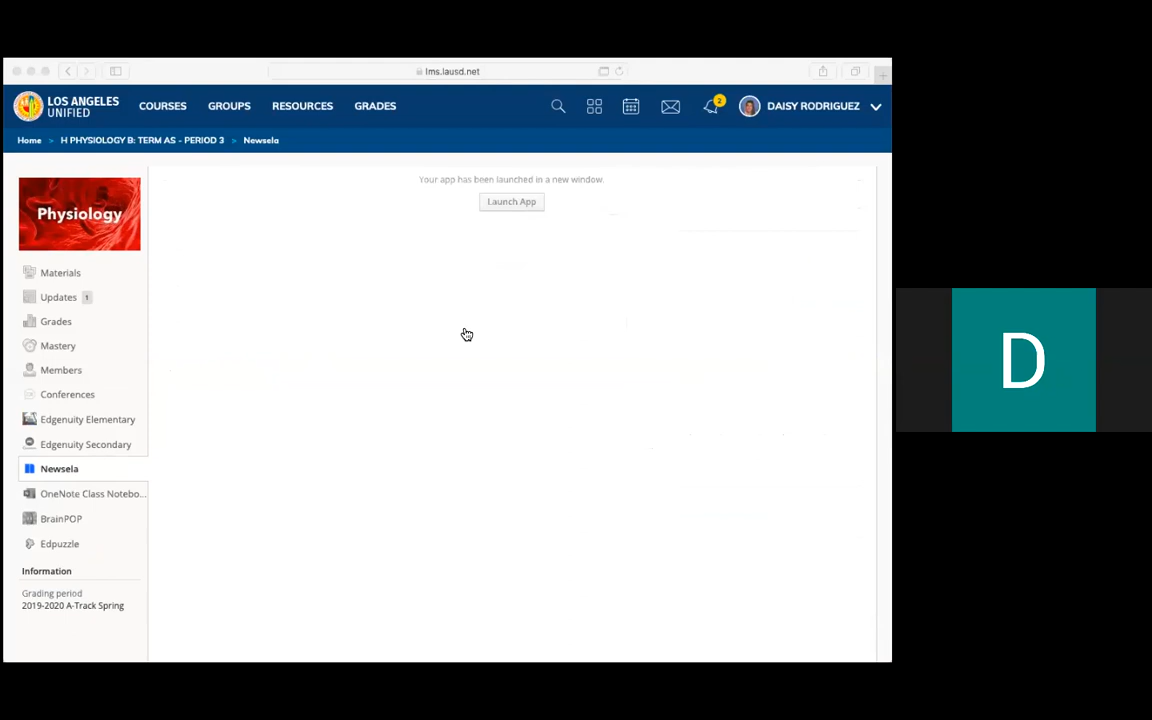 lms.lausd.net
LOS ANGELES
UNIFIED
COURSES GROUPS RESOURCES GRADES
2
DAISY RODRIGUEZ
Home > H PHYSIOLOGY B: TERM AS - PERIOD 3 > Newsela
Your app has been launched in a new window.
Launch App
Physiology
Materials
Updates 1
Grades
Mastery
Members
Conferences
Edgenuity Elementary
Edgenuity Secondary
Newsela
OneNote Class Notebo...
BrainPOP
Edpuzzle
Information
Grading period
2019-2020 A-Track Spring
D